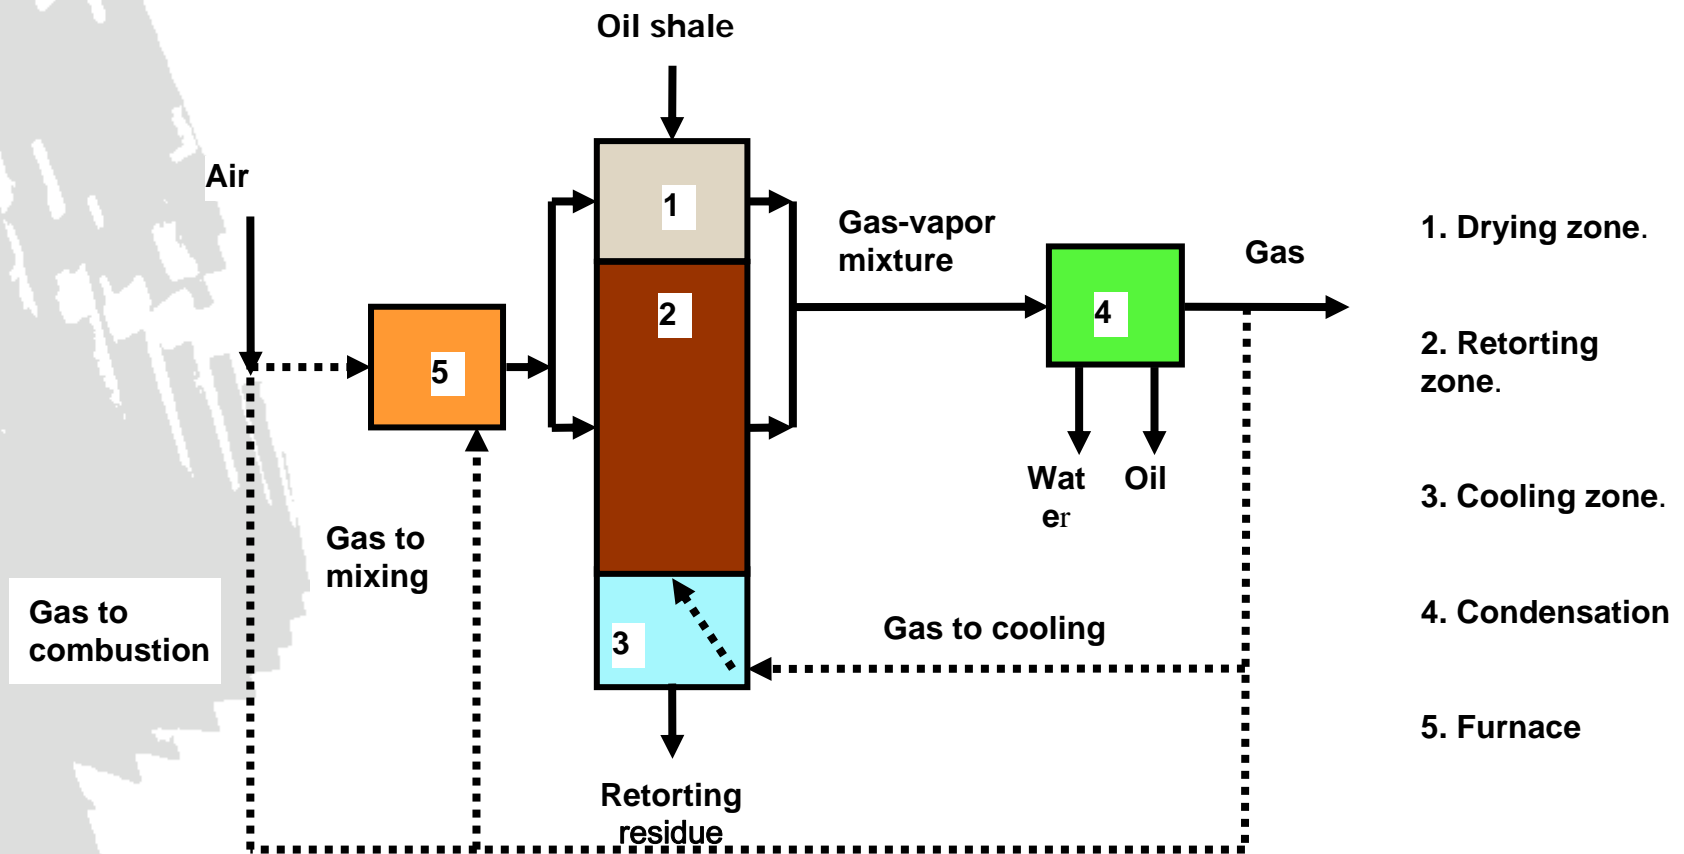 Oil shale
Air
1
Gas-vapor
mixture
1. Drying zone.
Gas
2
4
2. Retorting
zone.
5
Wat
er
Oil
3. Cooling zone.
Gas to
mixing
Gas to
combustion
3
Gas to cooling
4. Condensation
5. Furnace
Retorting
residue